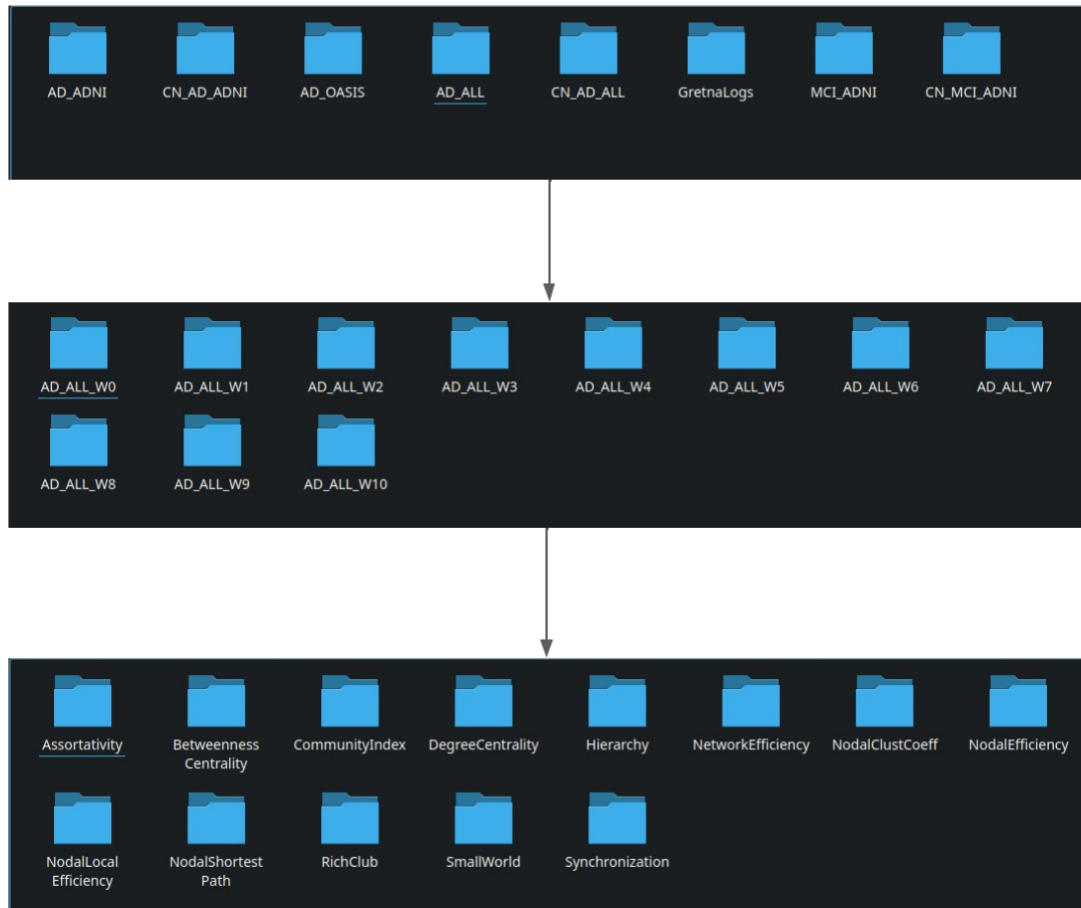 AD_ADNI
CN_AD_ADNI
AD_OASIS
AD_ALL
CN_AD_ALL
GretnaLogs
MCI_ADNI
CN_MCI_ADNI
AD_ALL_W0
AD_ALL_W1
AD_ALL_W2
AD_ALL_W3
AD_ALL_W4
AD_ALL_W5
AD_ALL_W6
AD_ALL_W7
AD_ALL_W8
AD_ALL_W9
AD_ALL_W10
Assortativity
Betweenness
Centrality
CommunityIndex
DegreeCentrality
Hierarchy
NetworkEfficiency
NodalClustCoeff
NodalEfficiency
NodalLocal
Efficiency
NodalShortest
Path
RichClub
SmallWorld
Synchronization